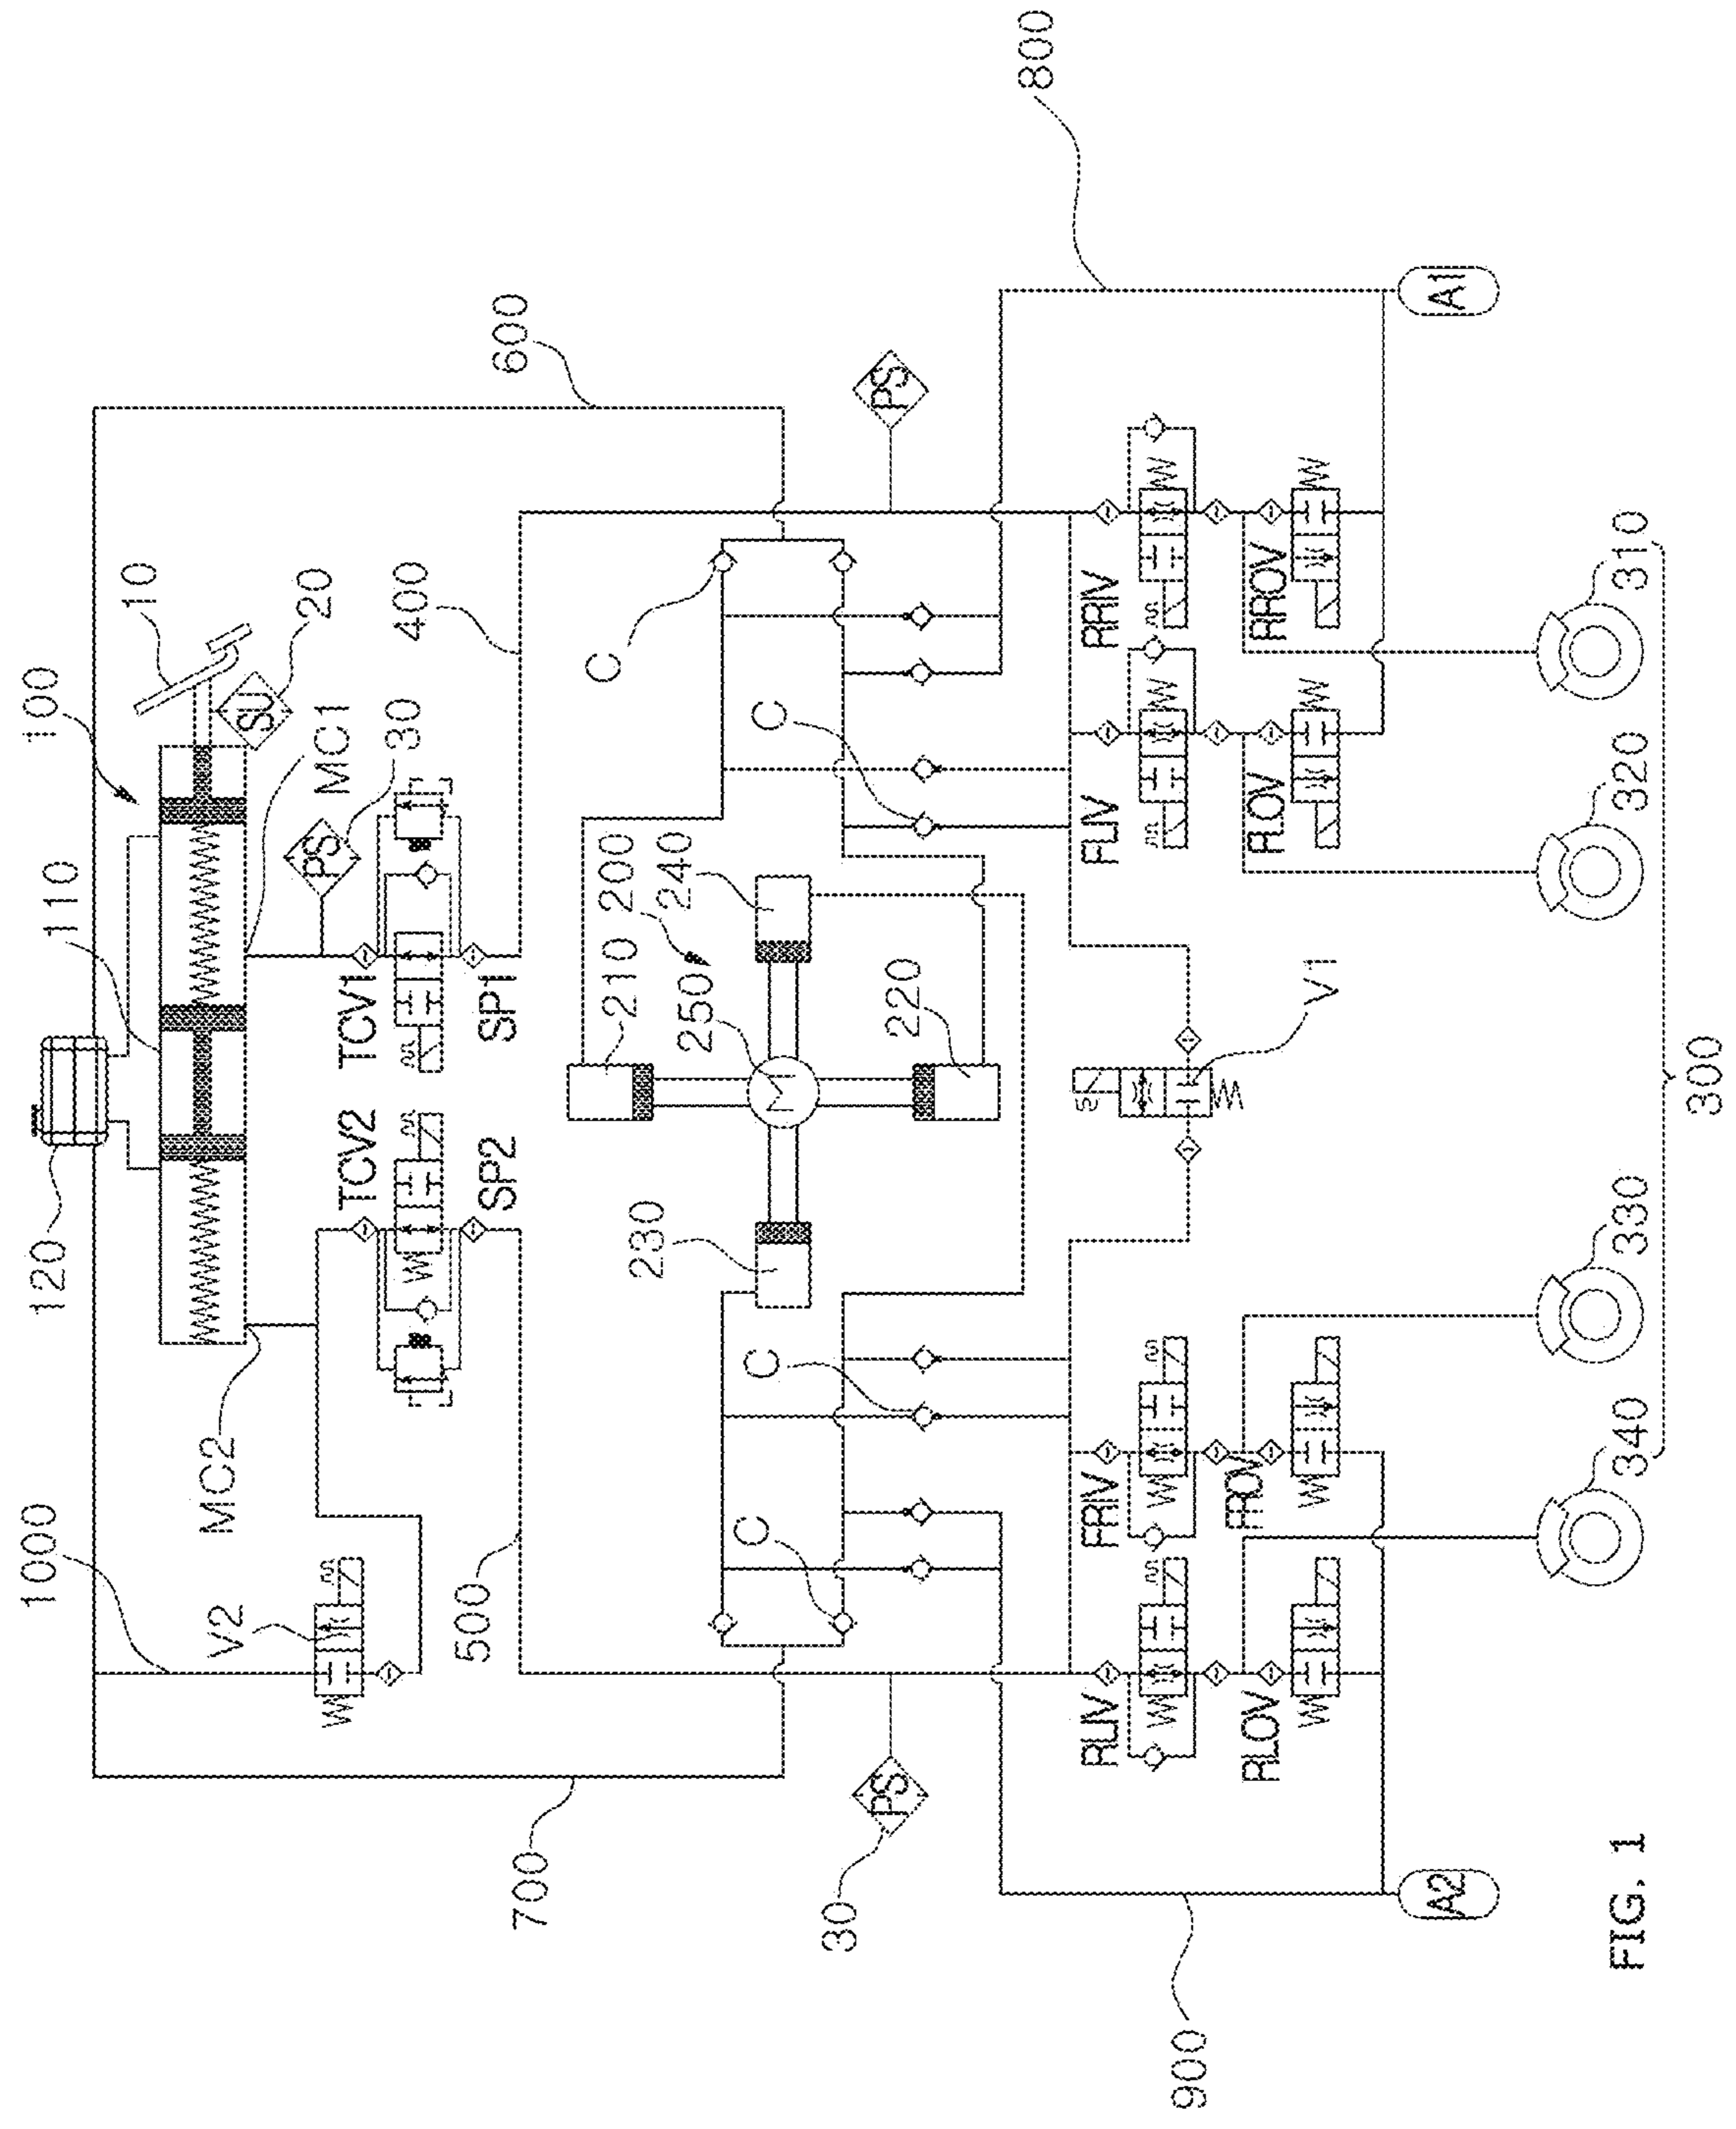 1000
120
100
110
10
MC2
V2
SU
20
MC1
PS
TCV2
TCV1
30
400
500
SP2
SP1
600
700
C
230
210
200
250
240
C
C
M
C
30
PS
220
PS
800
RLIV
FRIV
FLIV
RRIV
900
RLOV
FROV
FLOV
RROV
V1
A2
A1
340
330
320
310
300
FIG. 1